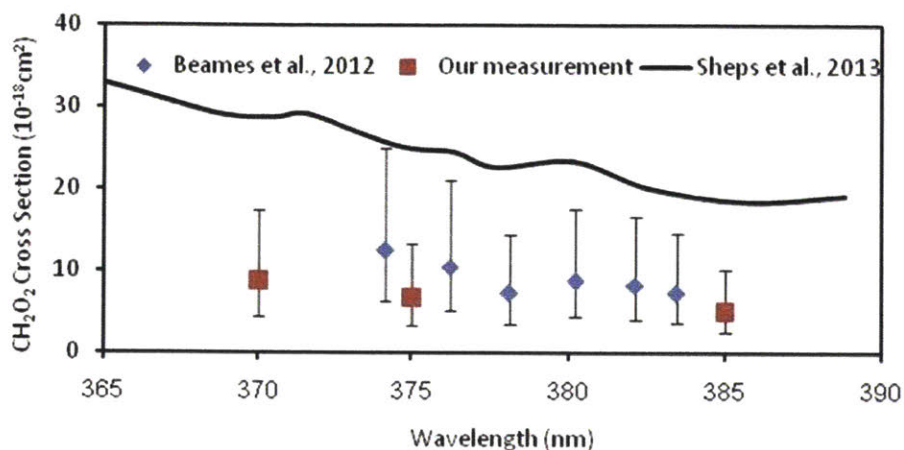 40
30
20
10
0
CH₂O₂ Cross Section (10⁻¹⁸cm²)
Beames et al., 2012 Our measurement Sheps et al., 2013
365 370 375 380 385 390
Wavelength (nm)